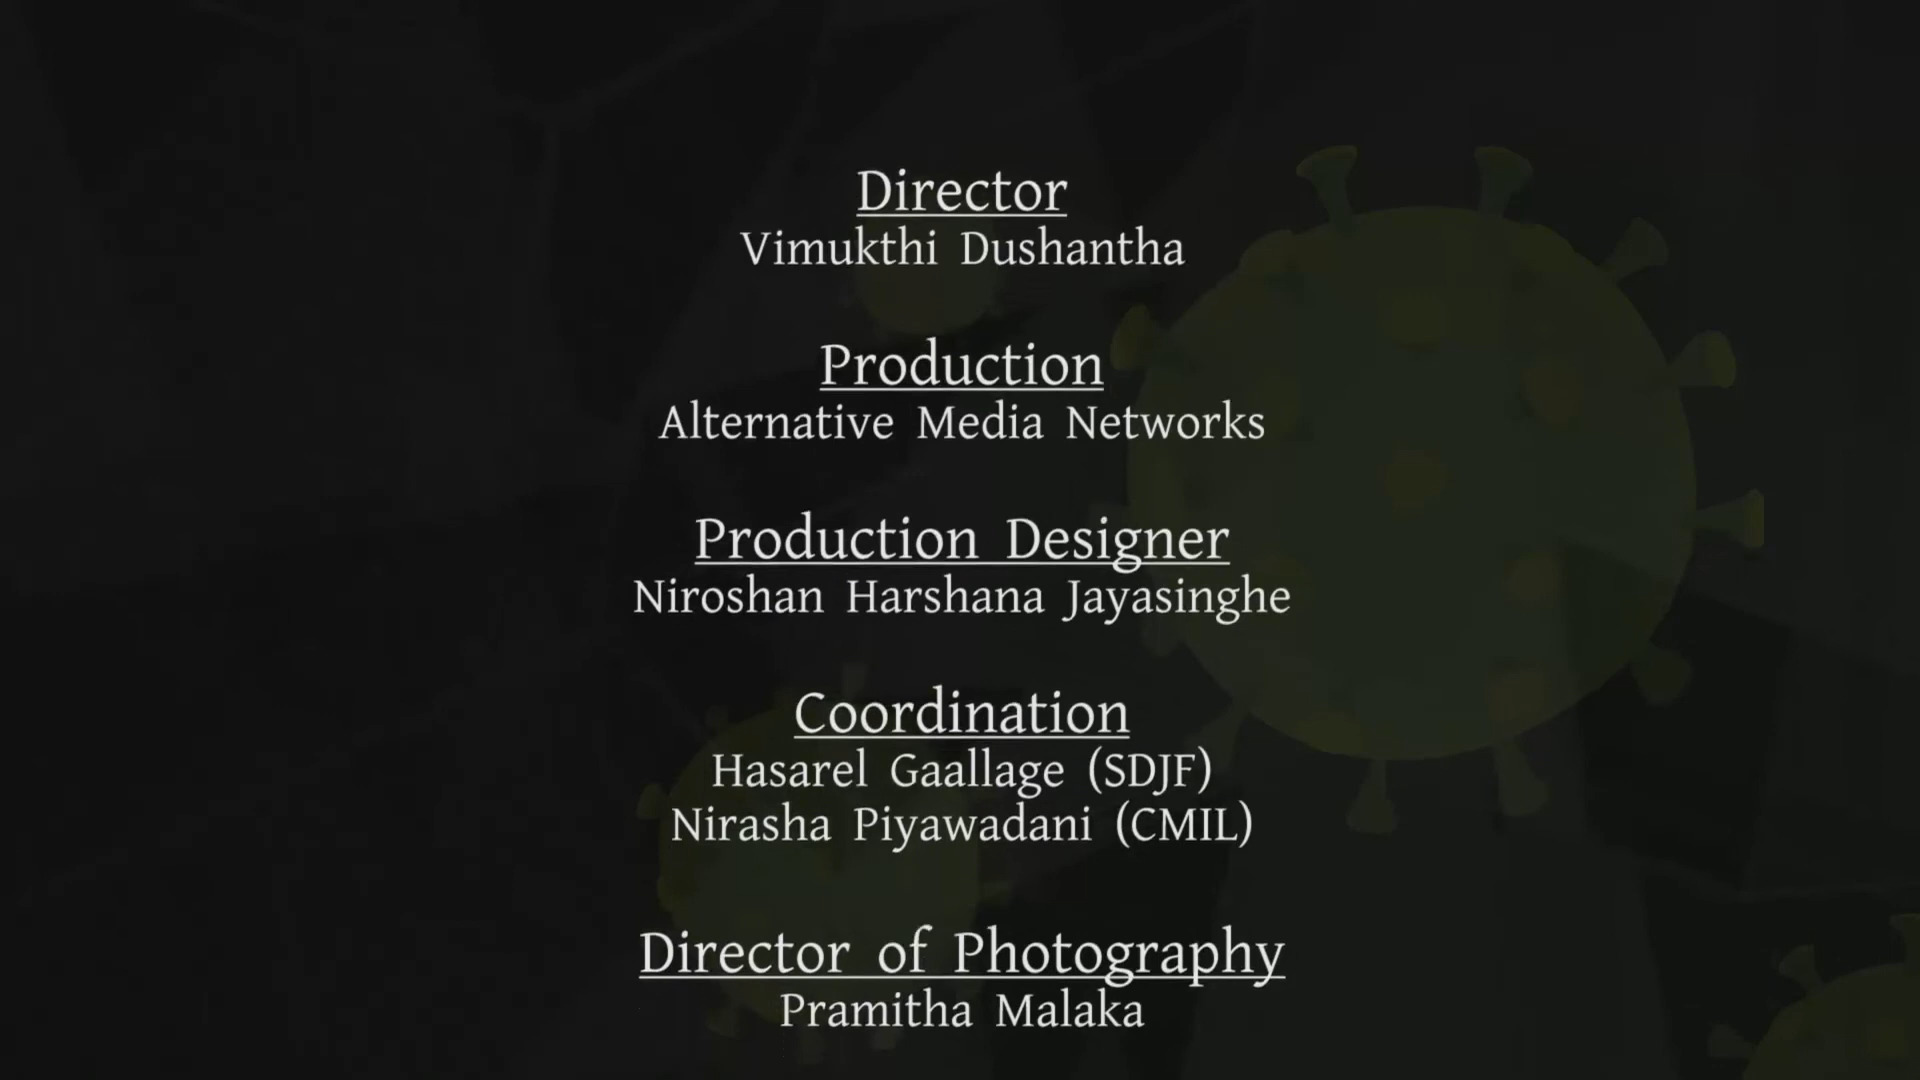 Director
Vimukthi Dushantha
Production
Alternative Media Networks
Production Designer
Niroshan Harshana Jayasinghe
Coordination
Hasarel Gaallage (SDJF)
Nirasha Piyawadani (CMIL)
Director of Photography
Pramitha Malaka